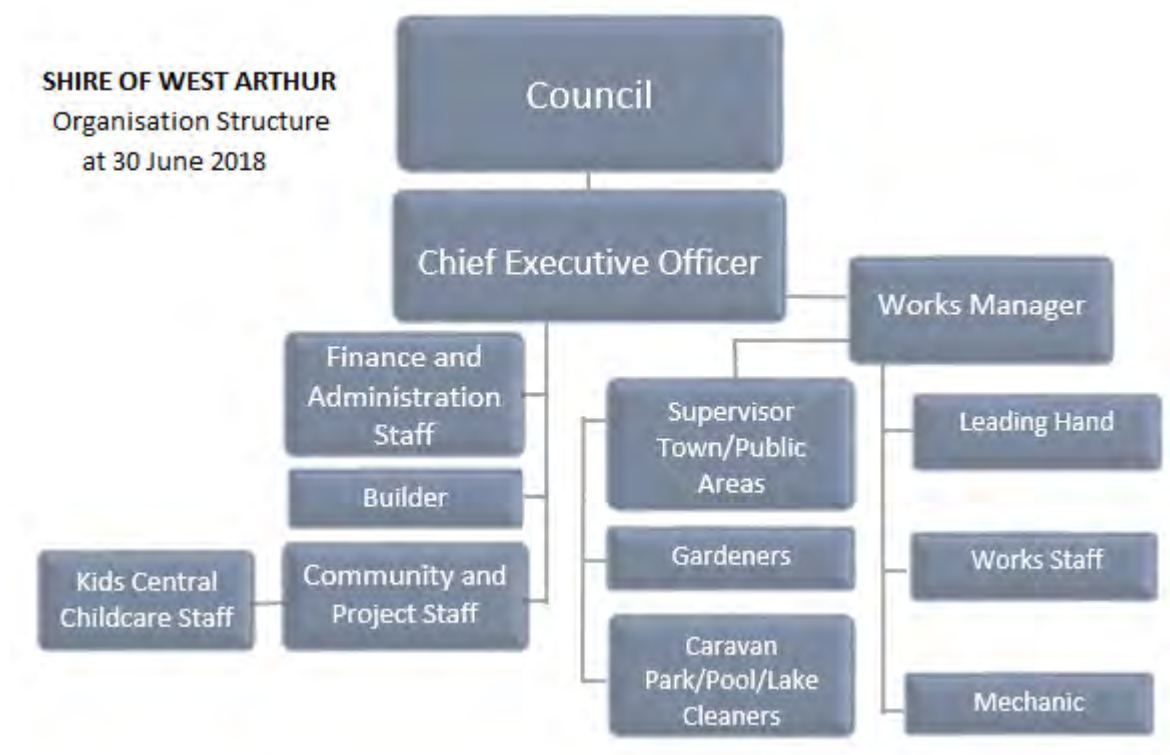 SHIRE OF WEST ARTHUR
Organisation Structure
at 30 June 2018
Council
Chief Executive Officer
Works Manager
Finance and
Administration
Staff
Builder
Community and
Project Staff
Kids Central
Childcare Staff
Supervisor
Town/Public
Areas
Gardeners
Caravan
Park/Pool/Lake
Cleaners
Leading Hand
Works Staff
Mechanic